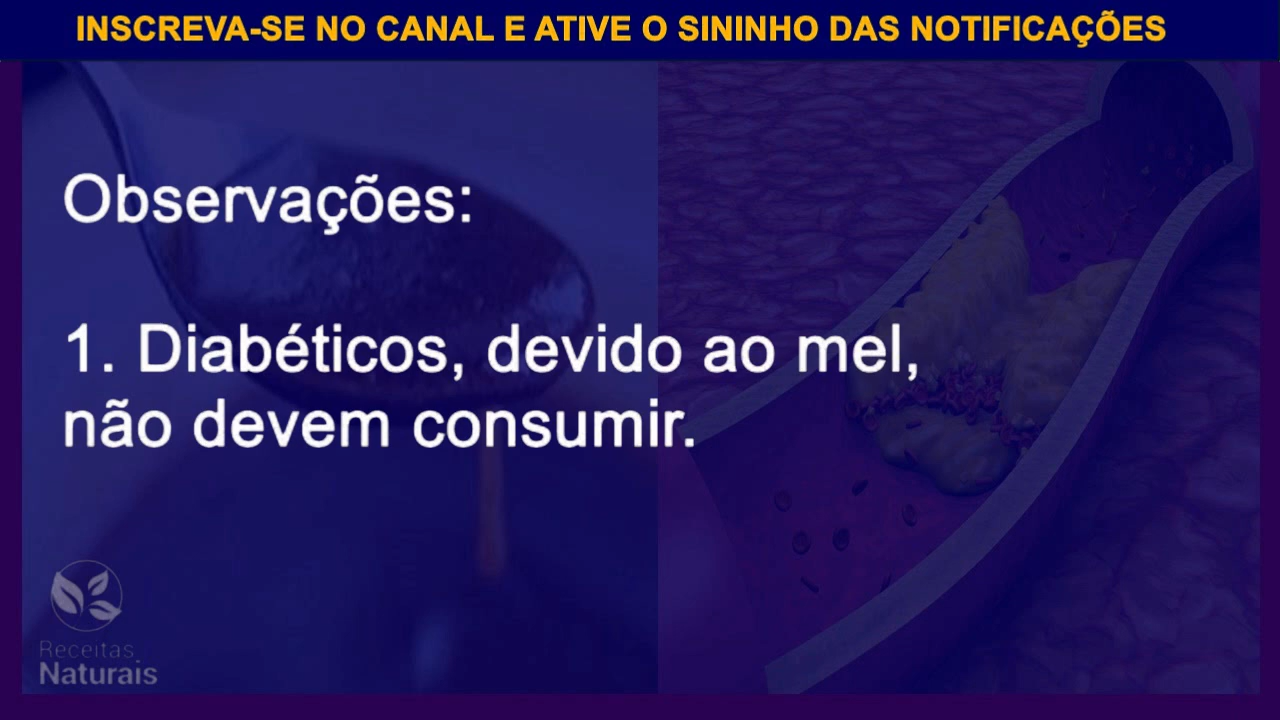 INSCREVA-SE NO CANAL E ATIVE O SININHO DAS NOTIFICAÇÕES
Observações:
1. Diabéticos, devido ao mel,
não devem consumir.
Receitas
Naturais